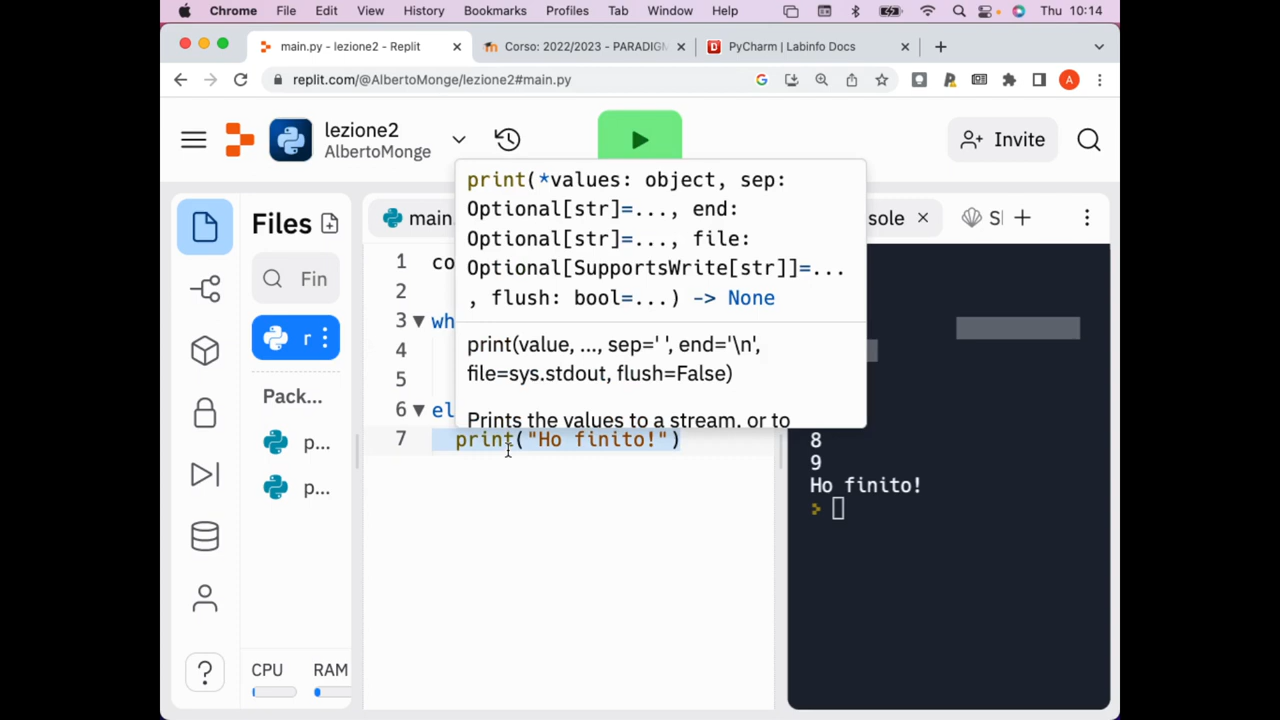 Chrome File Edit View History Bookmarks Profiles Tab Window Help Thu 10:14
main.py - lezione2 - Replit
Corso: 2022/2023 - PARADIGM
PyCharm | Labinfo Docs
replit.com/@AlbertoMonge/lezione2#main.py
A
lezione2
AlbertoMonge
Invite
print(*values: object, sep:
Optional[str]=..., end:
Optional[str]=..., file:
Optional[SupportsWrite[str]]=...
, flush: bool=...) -> None
print(value, ..., sep=' ', end='\n',
file=sys.stdout, flush=False)
Prints the values to a stream, or to
Files
Fin
r
Pack...
p...
p...
CPU RAM
main.
1 co
2
3 wh
4
5
6 el
7 print("Ho finito!")
sole
8
9
Ho finito!